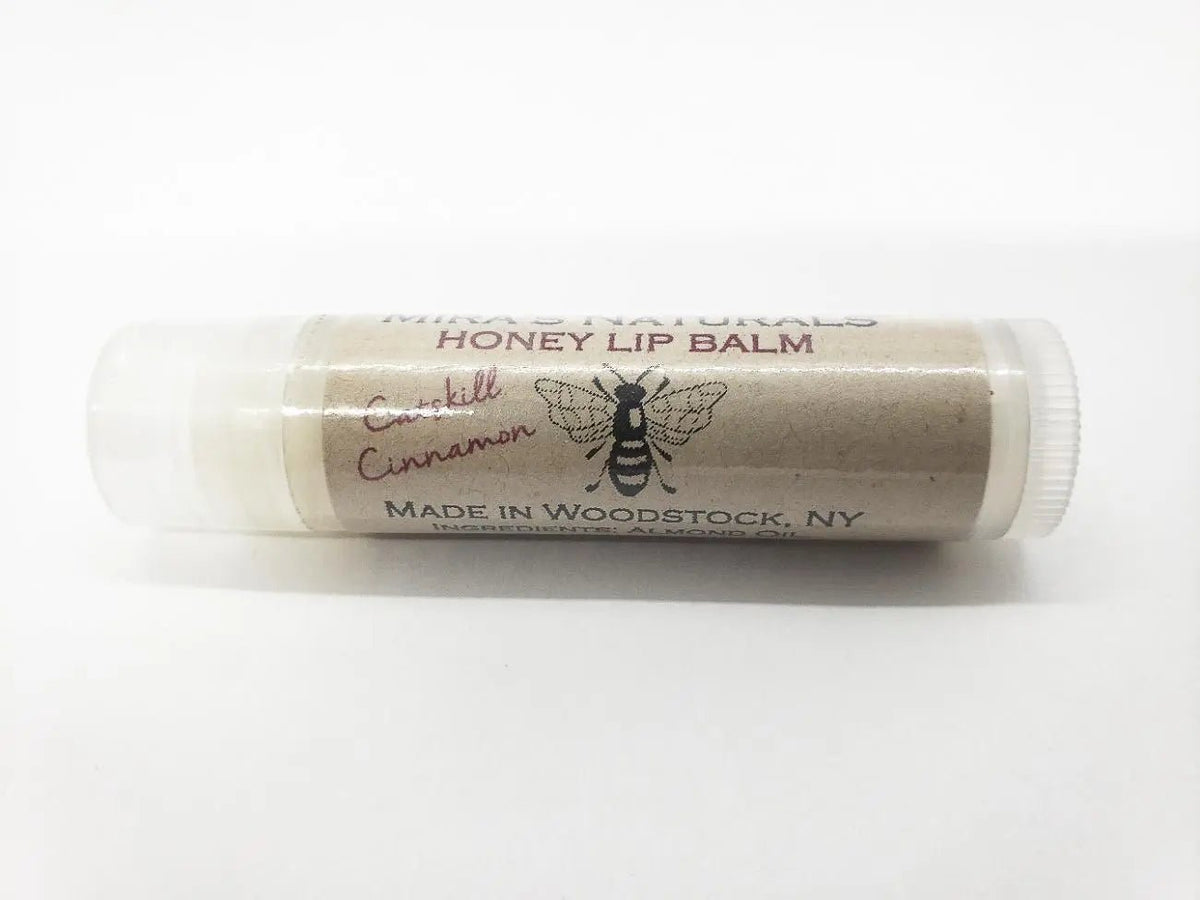 MIRA'S NATURALS
HONEY LIP BALM
Catskill
Cinnamon
MADE IN WOODSTOCK, NY
INGREDIENTS: ALMOND OIL